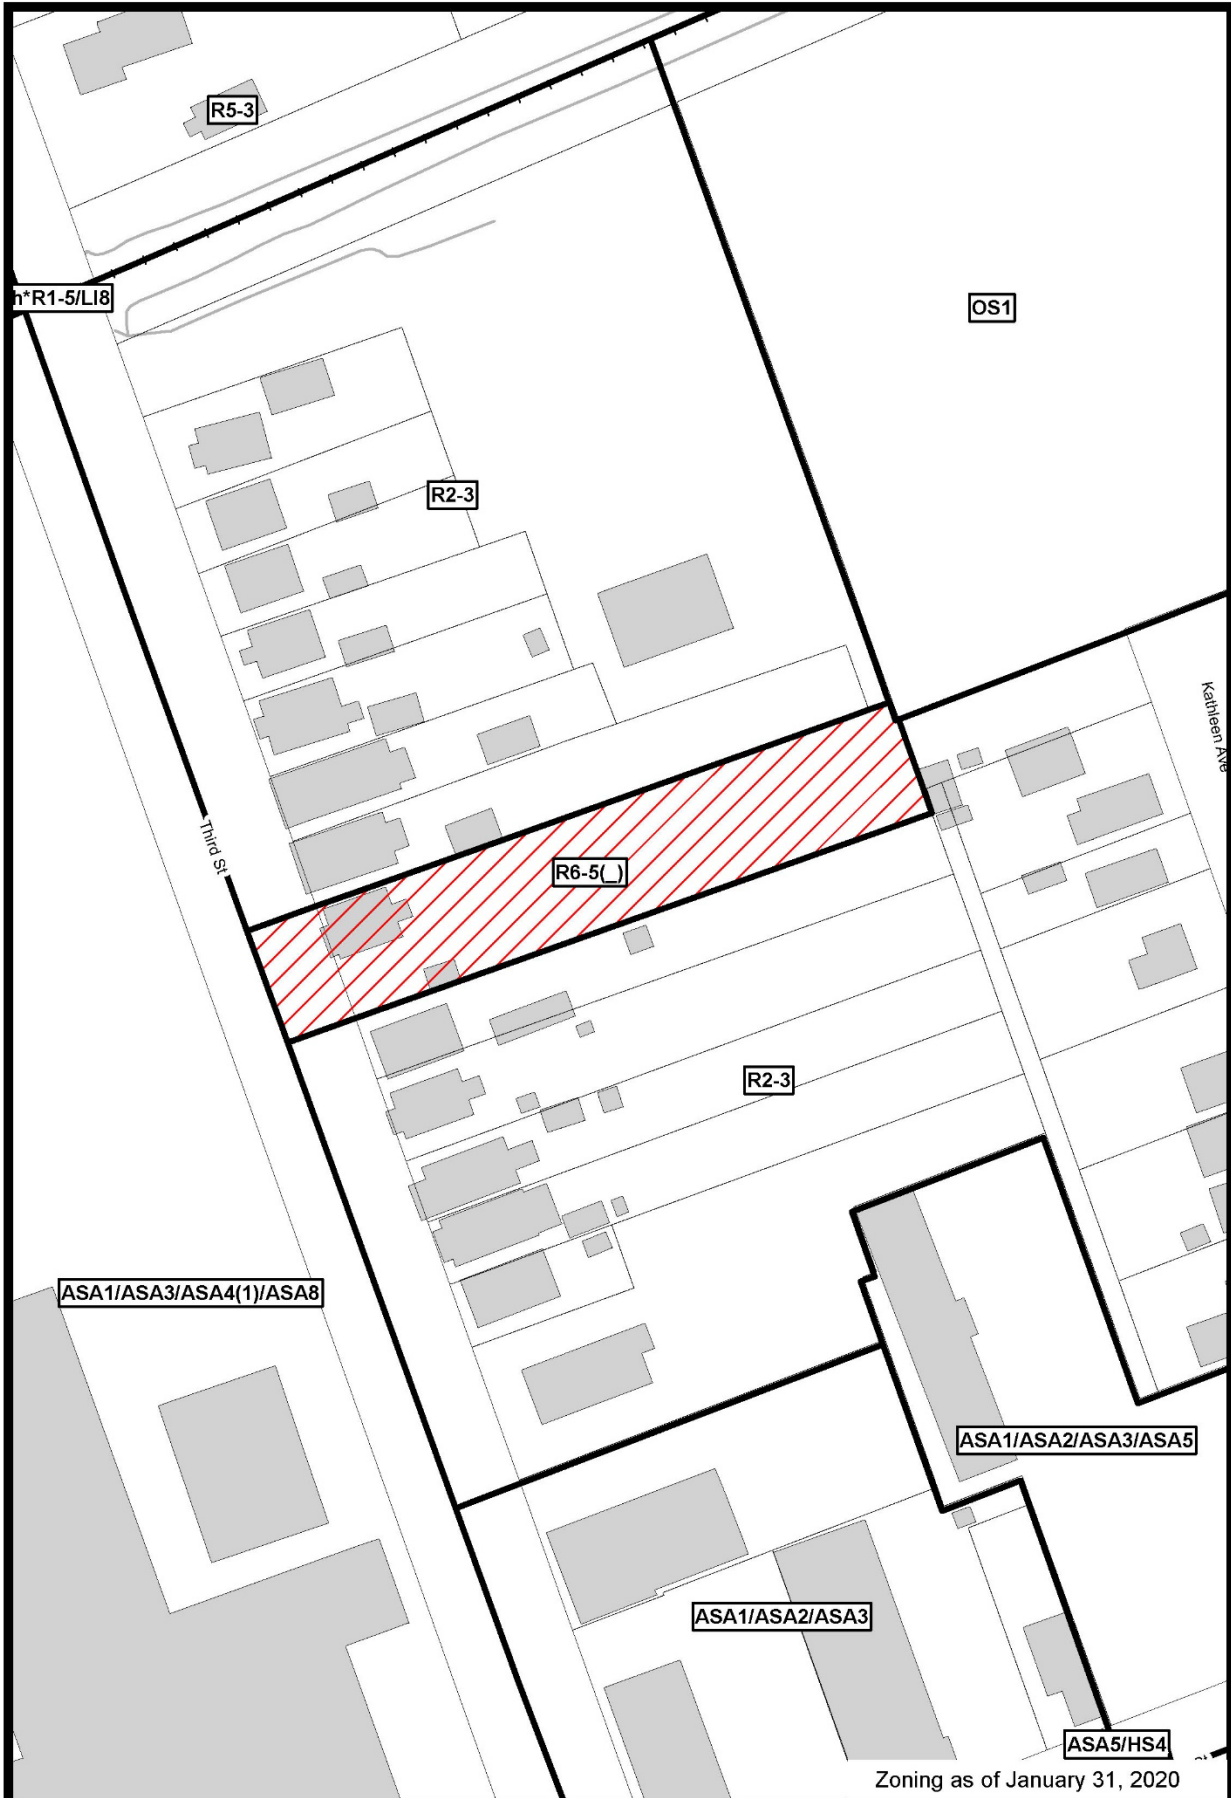 R5-3
h*R1-5/LI8
OS1
R2-3
Kathleen Ave
Third St
R6-5(_)
R2-3
ASA1/ASA3/ASA4(1)/ASA8
ASA1/ASA2/ASA3/ASA5
ASA1/ASA2/ASA3
ASA5/HS4
Zoning as of January 31, 2020